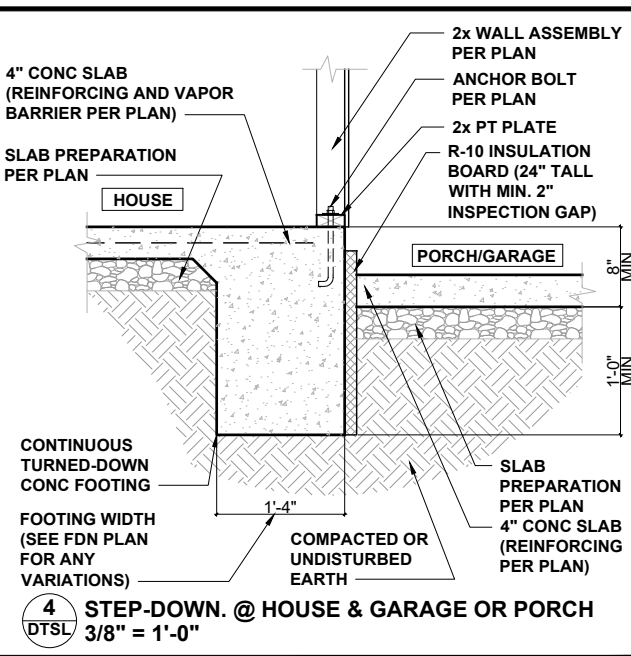 4" CONC SLAB
(REINFORCING AND VAPOR
BARRIER PER PLAN)
SLAB PREPARATION
PER PLAN
HOUSE
2x WALL ASSEMBLY
PER PLAN
ANCHOR BOLT
PER PLAN
2x PT PLATE
R-10 INSULATION
BOARD (24" TALL
WITH MIN. 2"
INSPECTION GAP)
PORCH/GARAGE
8"
MIN
1'-0"
MIN
CONTINUOUS
TURNED-DOWN
CONC FOOTING
FOOTING WIDTH
(SEE FDN PLAN
FOR ANY
VARIATIONS)
1'-4"
COMPACTED OR
UNDISTURBED
EARTH
SLAB
PREPARATION
PER PLAN
4" CONC SLAB
(REINFORCING
PER PLAN)
4
DTSL
STEP-DOWN. @ HOUSE & GARAGE OR PORCH
3/8" = 1'-0"